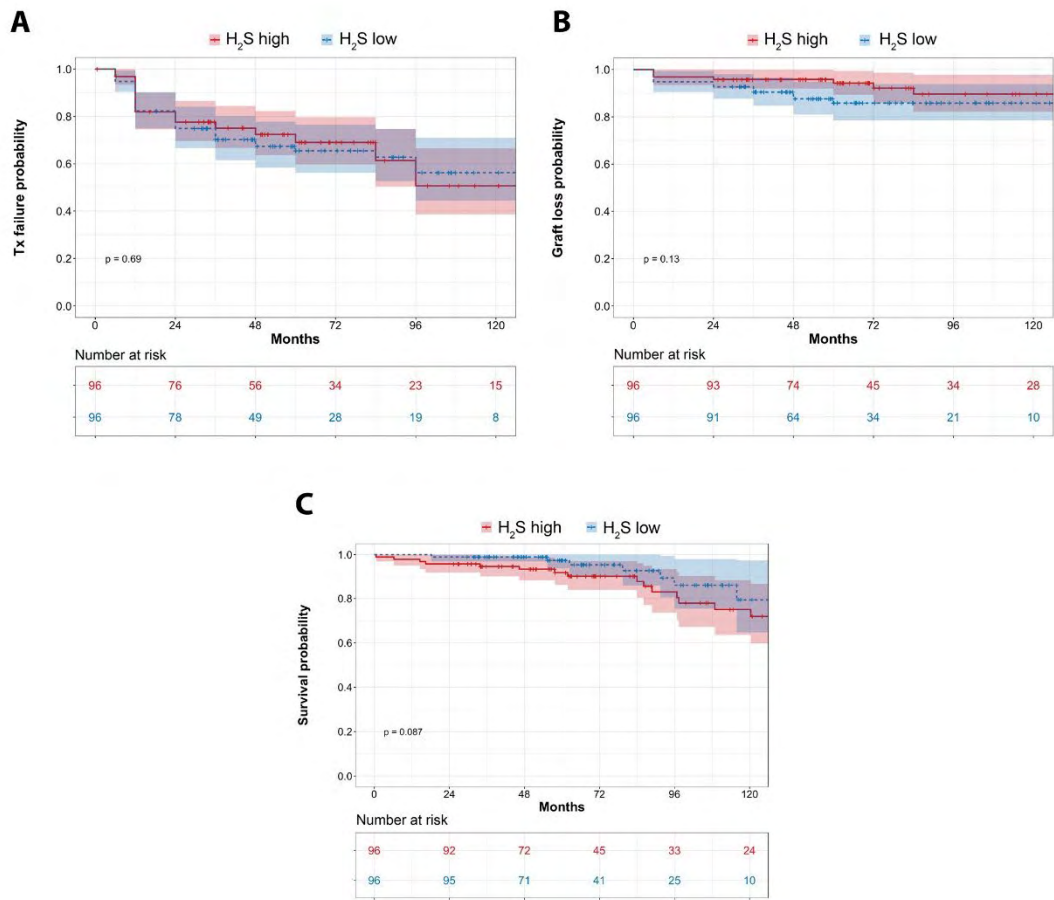 A
H₂S high H₂S low
Tx failure probability
1.0
0.8
0.6
0.4
0.2
0.0
p = 0.69
0 24 48 72 96 120
Months
Number at risk
96 76 56 34 23 15
96 78 49 28 19 8
B
H₂S high H₂S low
Graft loss probability
1.0
0.8
0.6
0.4
0.2
0.0
p = 0.13
0 24 48 72 96 120
Months
Number at risk
96 93 74 45 34 28
96 91 64 34 21 10
C
H₂S high H₂S low
Survival probability
1.0
0.8
0.6
0.4
0.2
0.0
p = 0.087
0 24 48 72 96 120
Months
Number at risk
96 92 72 45 33 24
96 95 71 41 25 10